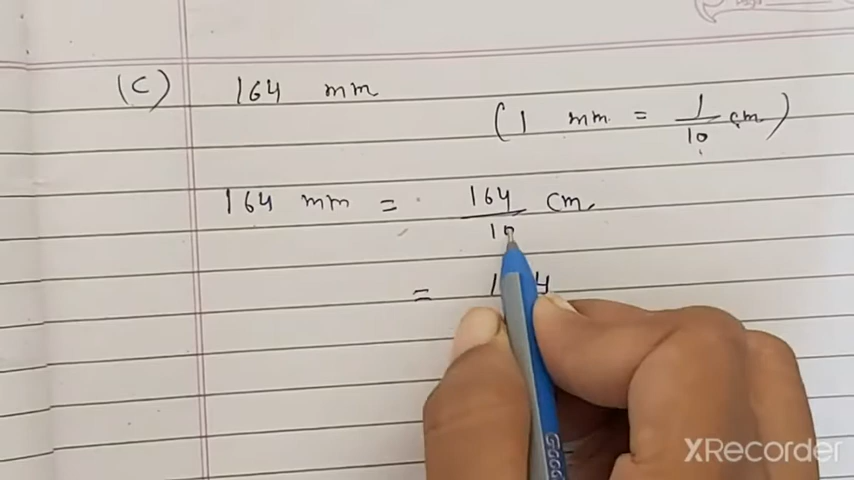 (C) 164 mm
(1 mm = 1/10 cm)
164 mm = 164/10 cm
=
XRecorder